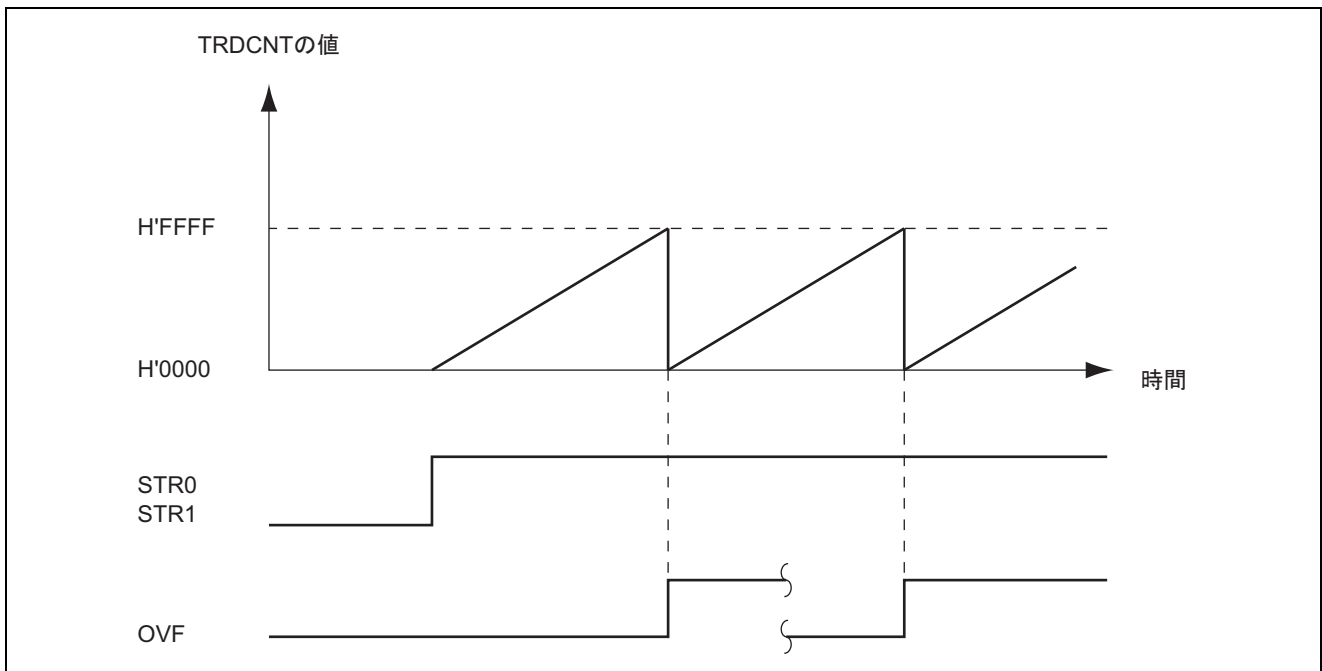 TRDCNTの値
H'FFFF
H'0000
時間
STR0
STR1
OVF